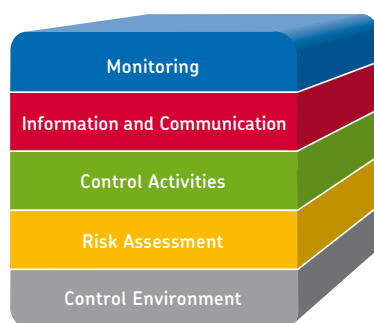 Monitoring
Information and Communication
Control Activities
Risk Assessment
Control Environment